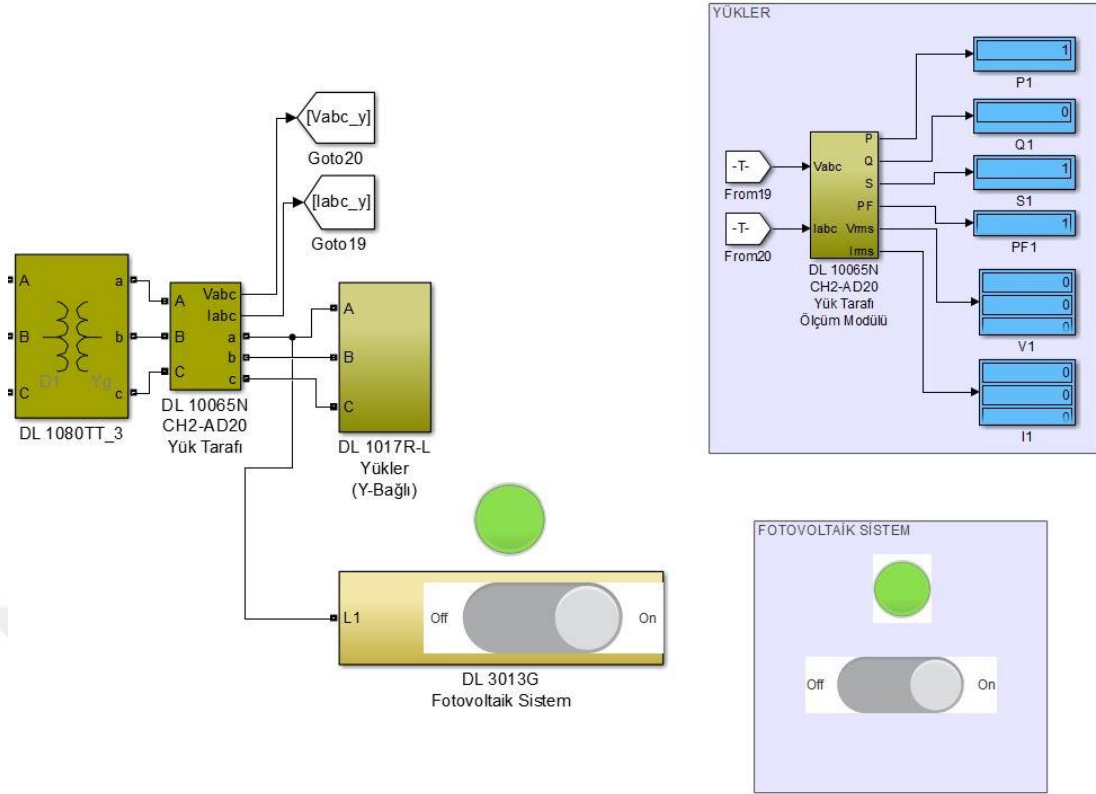 [Vabc_y]
Goto20
[Iabc_y]
Goto19
A
B
C
D1
Yg
a
b
c
DL 1080TT_3
A
B
C
Vabc
Iabc
a
b
c
DL 10065N
CH2-AD20
Yük Tarafı
A
B
C
DL 1017R-L
Yükler
(Y-Bağlı)
L1
Off
On
DL 3013G
Fotovoltaik Sistem
YÜKLER
-T-
From19
-T-
From20
Vabc
Iabc
P
Q
S
PF
Vrms
Irms
DL 10065N
CH2-AD20
Yük Tarafı
Ölçüm Modülü
1
P1
0
Q1
1
S1
1
PF1
0
0
0
V1
0
0
0
I1
FOTOVOLTAİK SİSTEM
Off
On